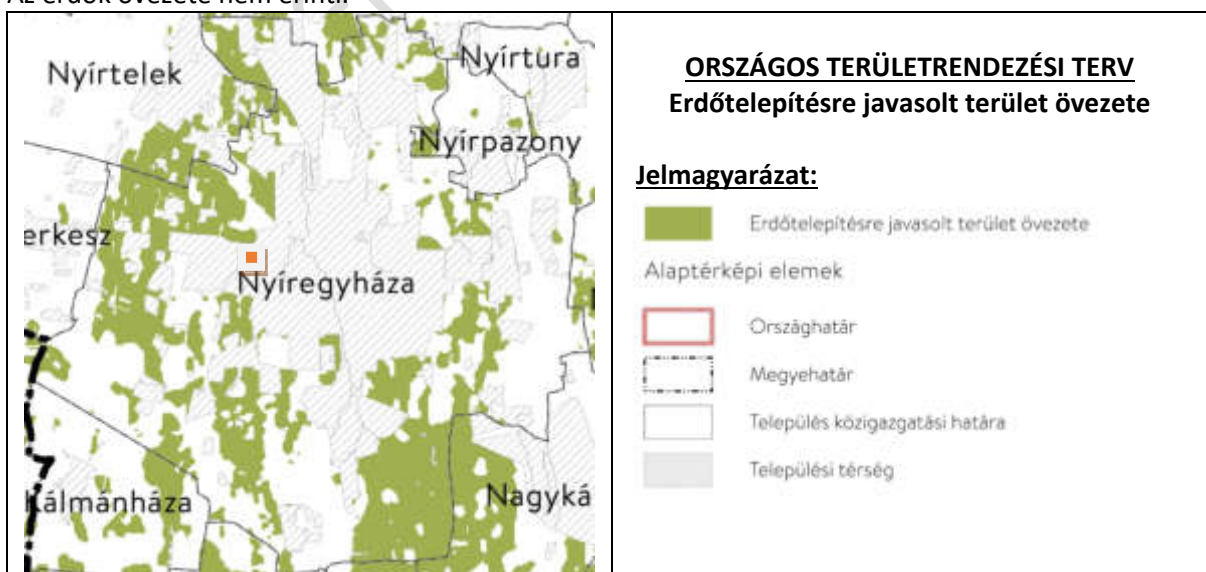 Az erdők övezete nem érinti.
Nyírtelek
Nyírtura
Nyírpazony
erkesz
Nyíregyháza
Kálmánháza
Nagyká
ORSZÁGOS TERÜLETRENDEZÉSI TERV
Erdőtelepítésre javasolt terület övezete
Jelmagyarázat:
Erdőtelepítésre javasolt terület övezete
Alaptérképi elemek
Országhatár
Megyehatár
Település közigazgatási határa
Települési térség